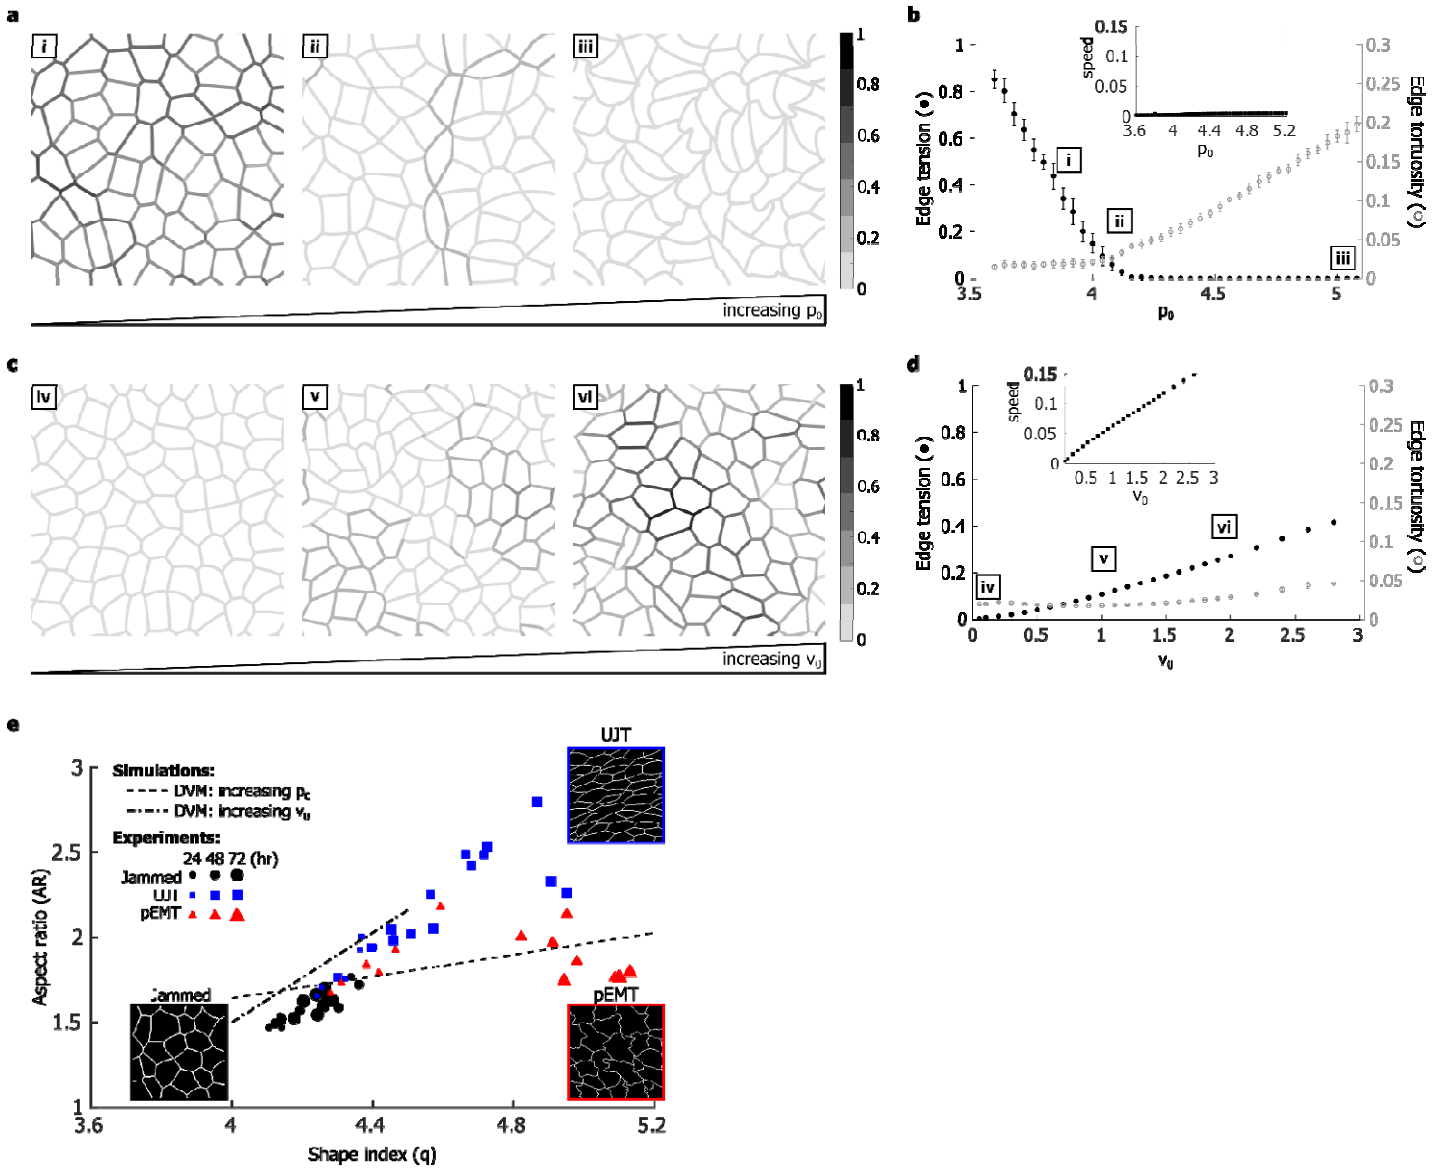 a
i
ii
iii
1
0.8
0.6
0.4
0.2
0
increasing p0
b
1
0.8
0.6
0.4
0.2
0
Edge tension (●)
0.15
0.1
0.05
0
speed
3.6 4 4.4 4.8 5.2
p0
i
ii
iii
0.3
0.25
0.2
0.15
0.1
0.05
0
Edge tortuosity (○)
3.5 4 4.5 5
p0
c
iv
v
vi
1
0.8
0.6
0.4
0.2
0
increasing v0
d
1
0.8
0.6
0.4
0.2
0
Edge tension (●)
0.15
0.1
0.05
0
speed
0.5 1 1.5 2 2.5 3
v0
iv
v
vi
0.3
0.25
0.2
0.15
0.1
0.05
0
Edge tortuosity (○)
0 0.5 1 1.5 2 2.5 3
v0
e
3
2.5
2
1.5
1
Aspect ratio (AR)
Simulations:
DVM: increasing p0
DVM: increasing v0
Experiments:
24 48 72 (hr)
Jammed
UJT
pEMT
UJT
Jammed
pEMT
3.6 4 4.4 4.8 5.2
Shape index (q)